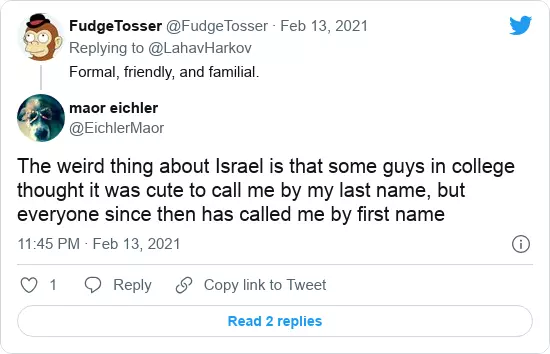 FudgeTosser @FudgeTosser · Feb 13, 2021
Replying to @LahavHarkov
Formal, friendly, and familial.
maor eichler
@EichlerMaor
The weird thing about Israel is that some guys in college
thought it was cute to call me by my last name, but
everyone since then has called me by first name
11:45 PM · Feb 13, 2021
1 Reply Copy link to Tweet
Read 2 replies